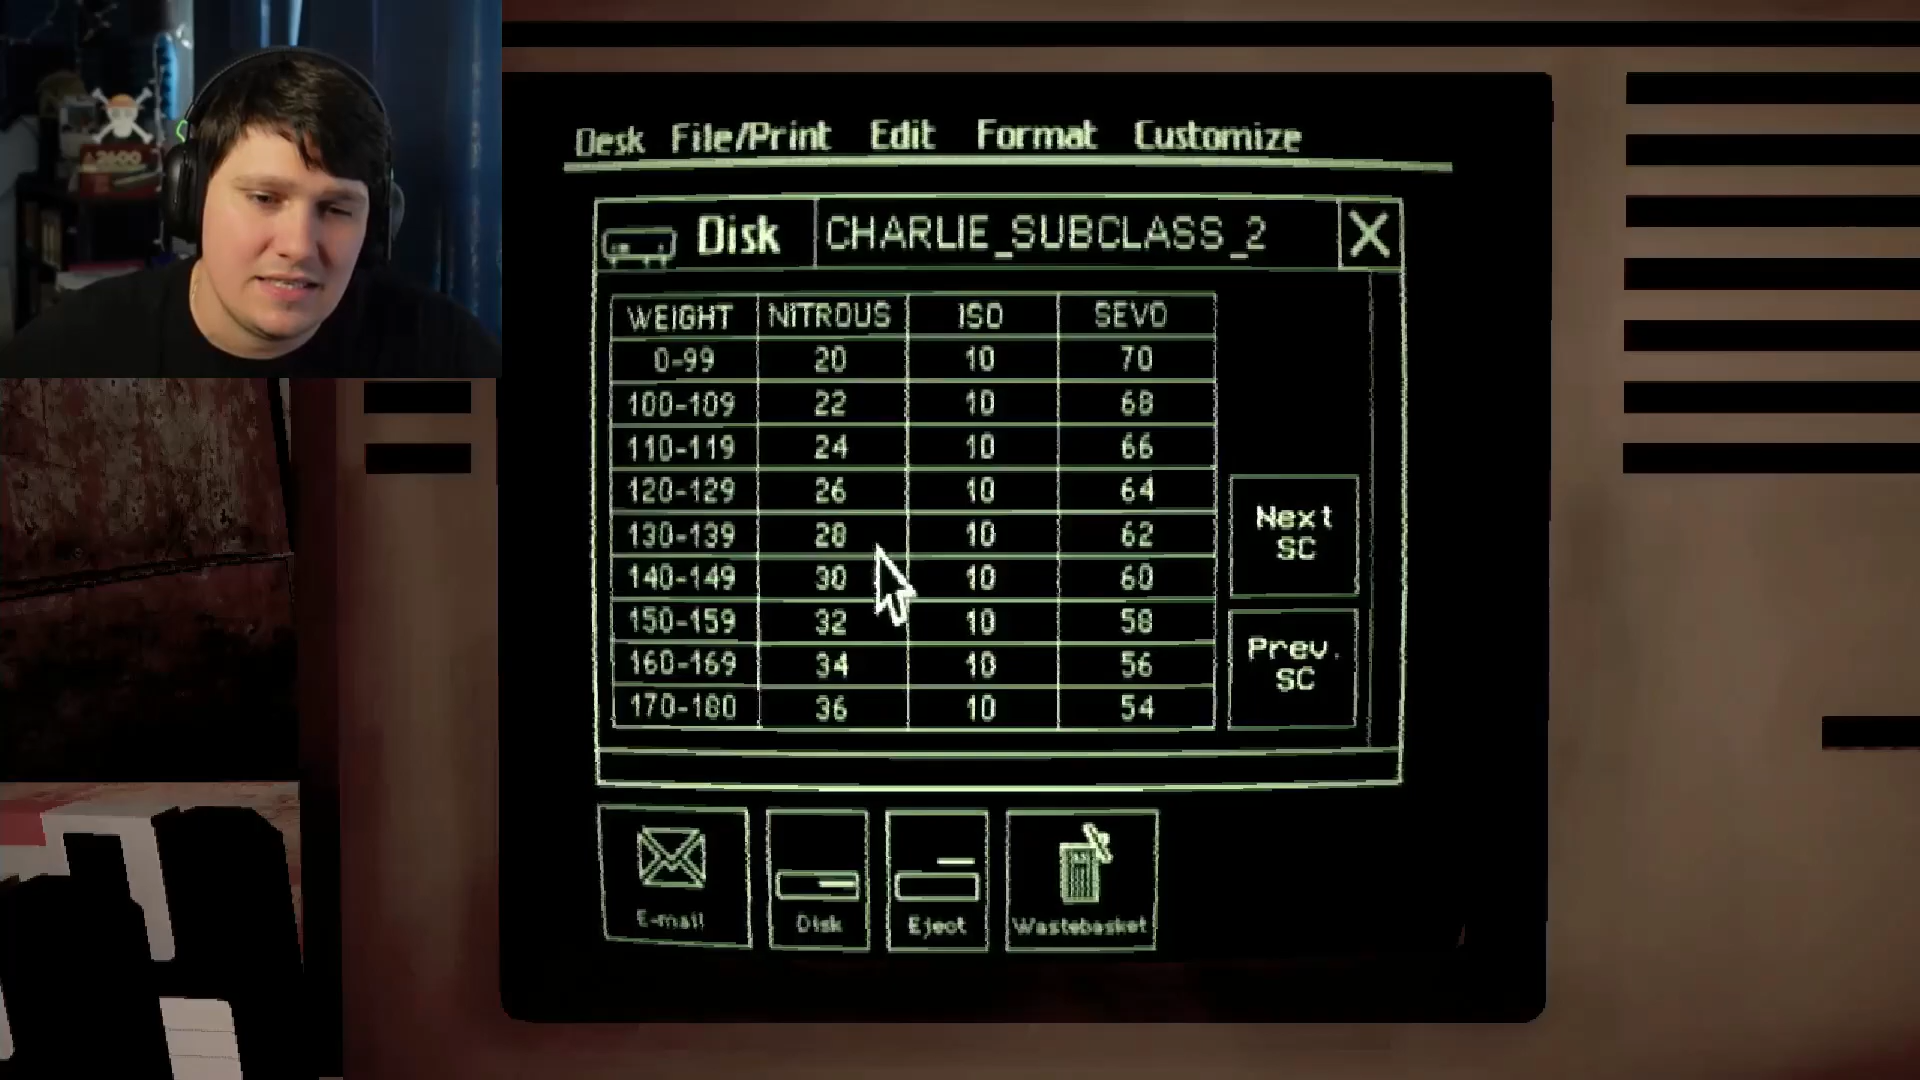 2600
Desk File/Print Edit Format Customize
Disk CHARLIE_SUBCLASS_2 X
WEIGHT NITROUS ISO SEVO
0-99 20 10 70
100-109 22 10 68
110-119 24 10 66
120-129 26 10 64
130-139 28 10 62
140-149 30 10 60
150-159 32 10 58
160-169 34 10 56
170-180 36 10 54
Next
SC
Prev.
SC
E-mail Disk Eject Wastebasket